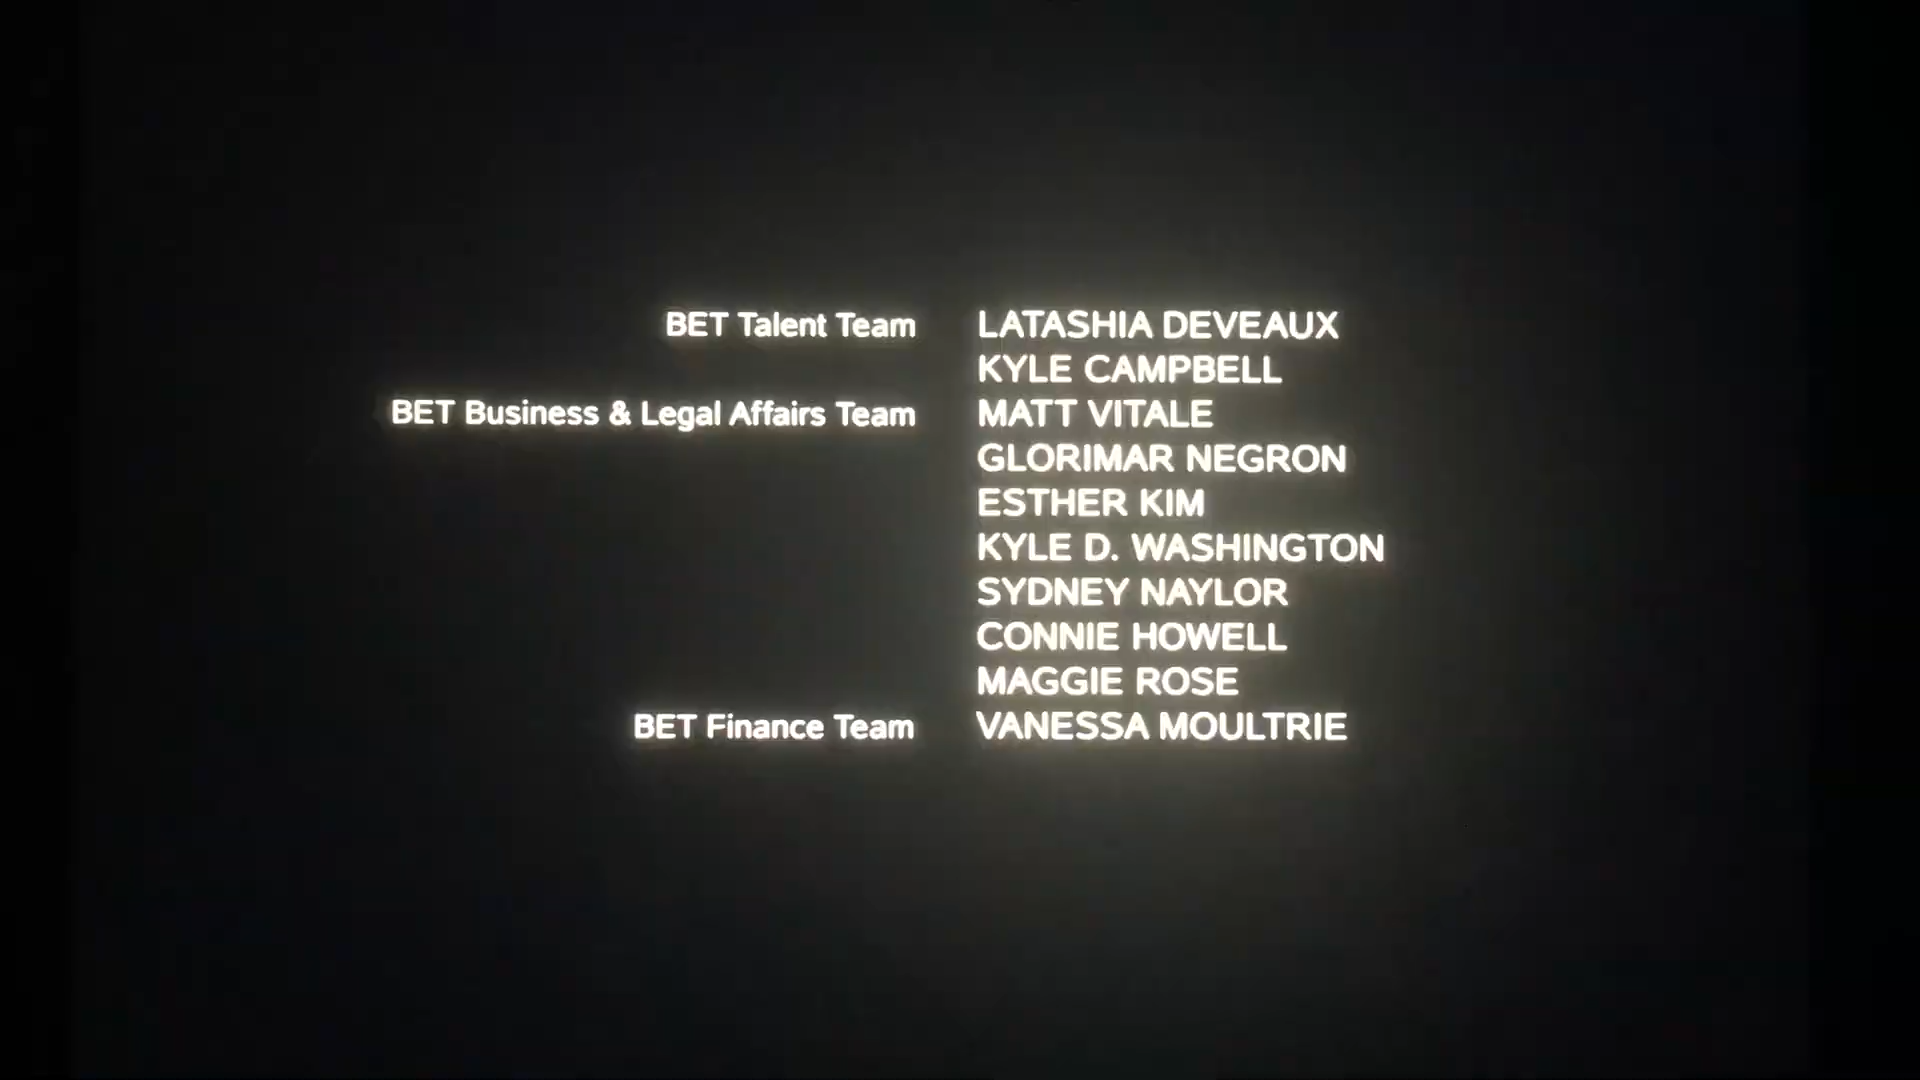 BET Talent Team LATASHIA DEVEAUX
KYLE CAMPBELL
BET Business & Legal Affairs Team MATT VITALE
GLORIMAR NEGRON
ESTHER KIM
KYLE D. WASHINGTON
SYDNEY NAYLOR
CONNIE HOWELL
MAGGIE ROSE
BET Finance Team VANESSA MOULTRIE